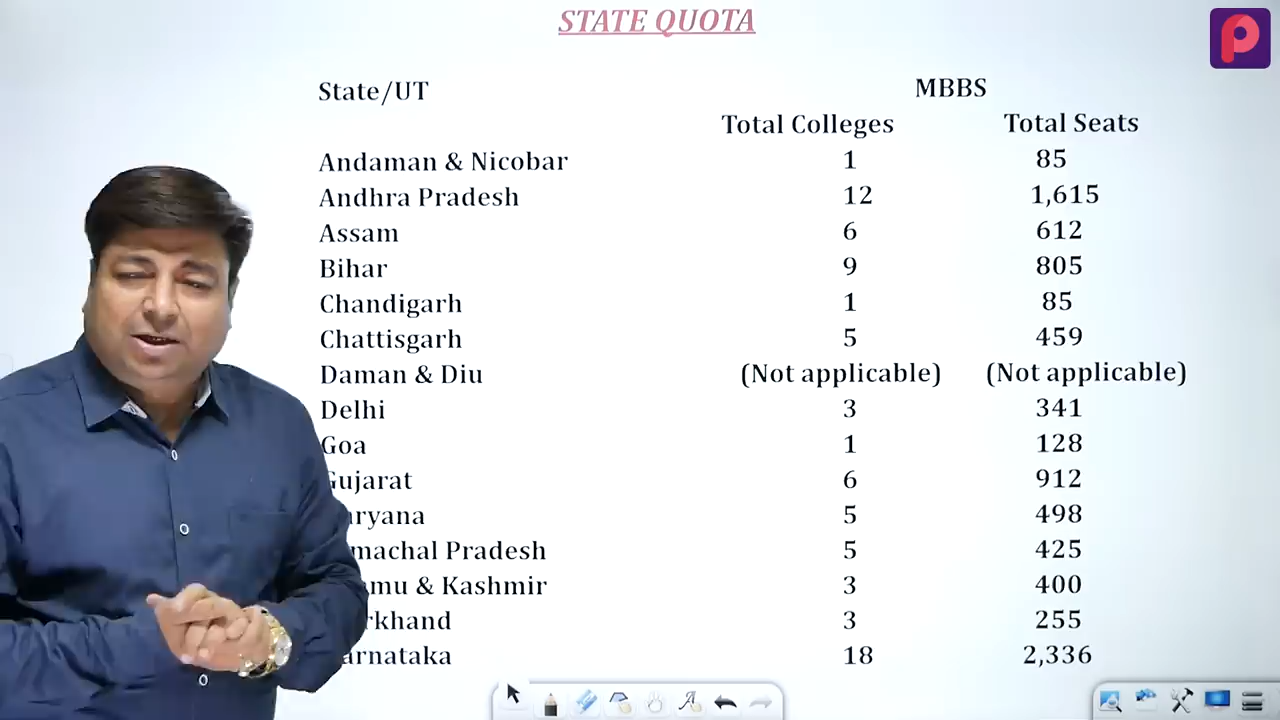 STATE QUOTA
State/UT MBBS
Total Colleges Total Seats
Andaman & Nicobar 1 85
Andhra Pradesh 12 1,615
Assam 6 612
Bihar 9 805
Chandigarh 1 85
Chattisgarh 5 459
Daman & Diu (Not applicable) (Not applicable)
Delhi 3 341
Goa 1 128
Gujarat 6 912
aryana 5 498
machal Pradesh 5 425
mu & Kashmir 3 400
rkhand 3 255
arnataka 18 2,336